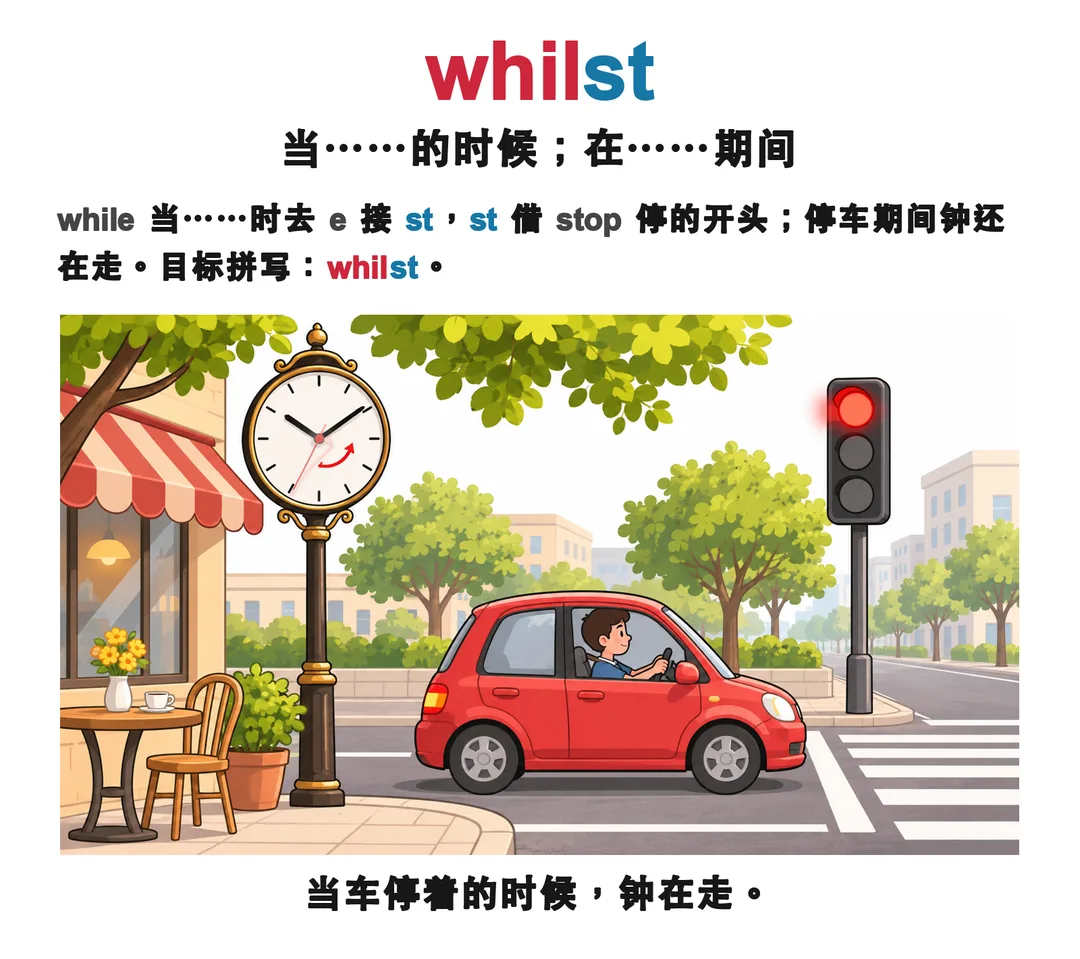 whilst
当……的时候；在……期间
while 当……时去 e 接 st，st 借 stop 停的开头；停车期间钟还
在走。目标拼写：whilst。
当车停着的时候，钟在走。